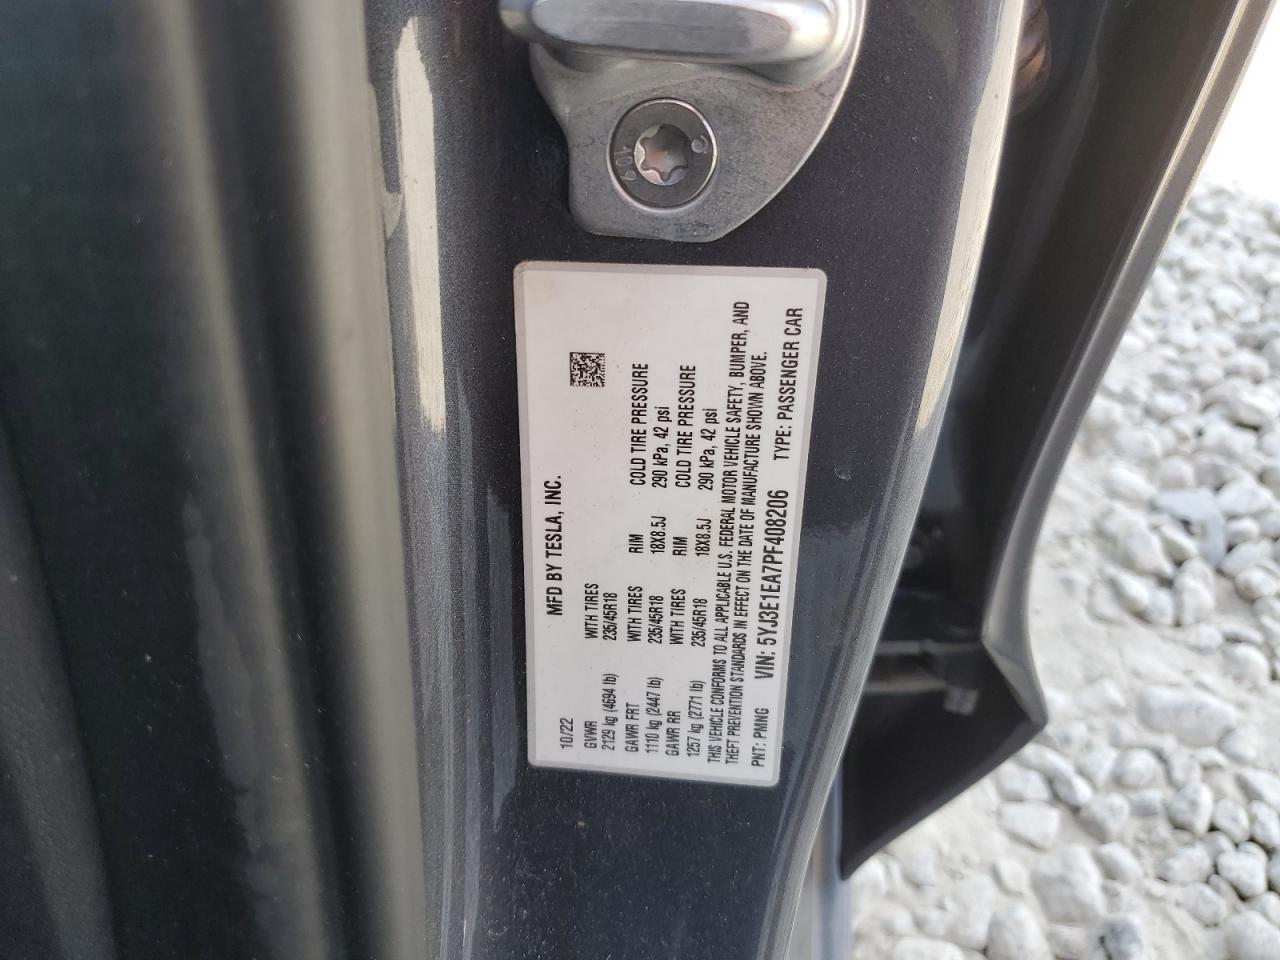 10/22 MFD BY TESLA, INC.
GVWR WITH TIRES
2129 kg (4694 lb) 235/45R18
GAWR FRT WITH TIRES RIM COLD TIRE PRESSURE
1110 kg (2447 lb) 235/45R18 18X8.5J 290 kPa, 42 psi
GAWR RR WITH TIRES RIM COLD TIRE PRESSURE
1257 kg (2771 lb) 235/45R18 18X8.5J 290 kPa, 42 psi
THIS VEHICLE CONFORMS TO ALL APPLICABLE U.S. FEDERAL MOTOR VEHICLE SAFETY, BUMPER, AND
THEFT PREVENTION STANDARDS IN EFFECT ON THE DATE OF MANUFACTURE SHOWN ABOVE.
PNT: PMNG VIN: 5YJ3E1EA7PF408206 TYPE: PASSENGER CAR